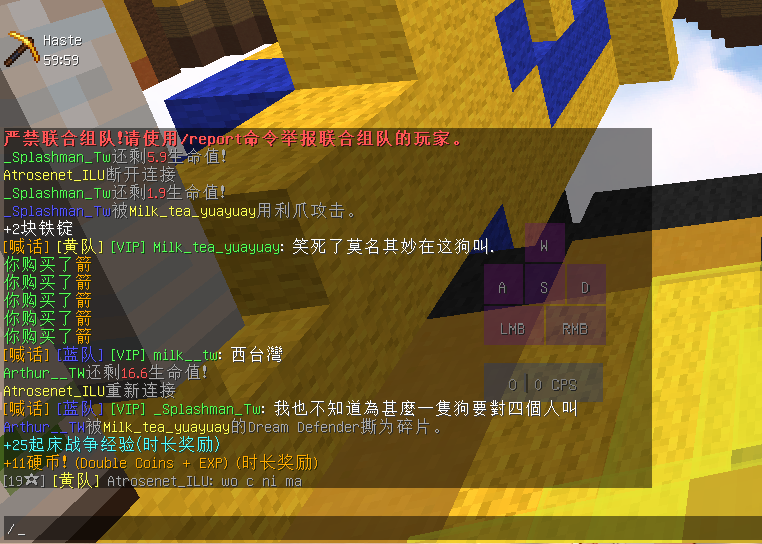 Haste
59:59
严禁联合组队!请使用/report命令举报联合组队的玩家。
_Splashman_Tw还剩5.9生命值!
Atrosenet_ILU断开连接
_Splashman_Tw还剩1.9生命值!
_Splashman_Tw被Milk_tea_yuayuay用利爪攻击。
+2块铁锭
[喊话] [黄队] [VIP] Milk_tea_yuayuay: 笑死了莫名其妙在这狗叫.
你购买了箭
你购买了箭
你购买了箭
你购买了箭
你购买了箭
[喊话] [蓝队] [VIP] milk__tw: 西台灣
Arthur__TW还剩16.6生命值!
Atrosenet_ILU重新连接
[喊话] [蓝队] [VIP] _Splashman_Tw: 我也不知道為甚麼一隻狗要對四個人叫
Arthur__TW被Milk_tea_yuayuay的Dream Defender撕为碎片。
+25起床战争经验(时长奖励)
+11硬币! (Double Coins + EXP) (时长奖励)
[19☆] [黄队] Atrosenet_ILU: wo c ni ma
W
A S D
LMB RMB
0 | 0 CPS
/_